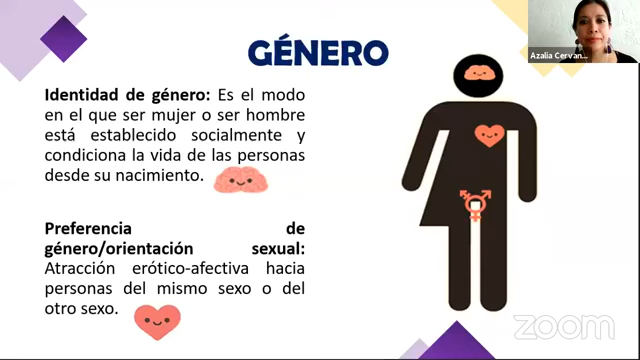 GÉNERO
Identidad de género: Es el modo
en el que ser mujer o ser hombre
está establecido socialmente y
condiciona la vida de las personas
desde su nacimiento.
Preferencia de
género/orientación sexual:
Atracción erótico-afectiva hacia
personas del mismo sexo o del
otro sexo.
Azalia Cervan...
zoom